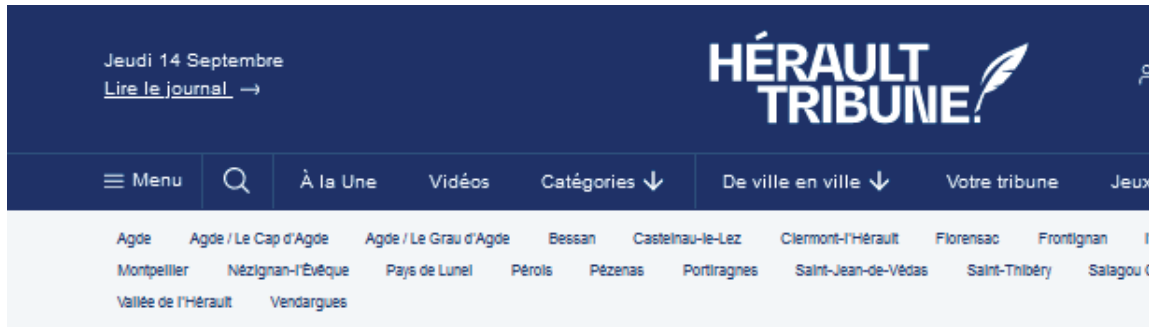 Jeudi 14 Septembre
Lire le journal →
HÉRAULT
TRIBUNE.
Menu À la Une Vidéos Catégories ↓ De ville en ville ↓ Votre tribune Jeux
Agde Agde / Le Cap d'Agde Agde / Le Grau d'Agde Bessan Castelnau-le-Lez Clermont-l'Hérault Florensac Frontignan
Montpellier Nézignan-l'Évêque Pays de Lunel Pérols Pézenas Portiragnes Saint-Jean-de-Védas Saint-Thibéry Salagou
Vallée de l'Hérault Vendargues